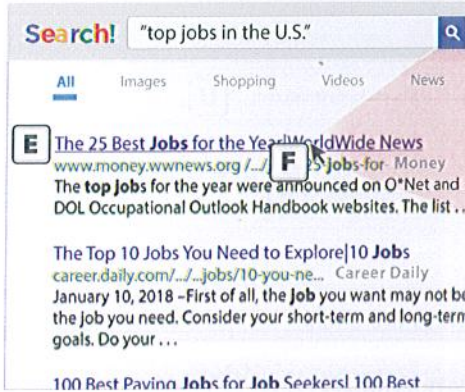 Search! "top jobs in the U.S."
All Images Shopping Videos News
E The 25 Best Jobs for the Year|WorldWide News
www.money.wwnews.org /../ F 25-jobs-for- Money
The top jobs for the year were announced on O*Net and
DOL Occupational Outlook Handbook websites. The list ..
The Top 10 Jobs You Need to Explore|10 Jobs
career.daily.com/../..jobs/10-you-ne... Career Daily
January 10, 2018 –First of all, the job you want may not be
the job you need. Consider your short-term and long-term
goals. Do your ...
100 Best Paying Jobs for Job Seekers| 100 Best